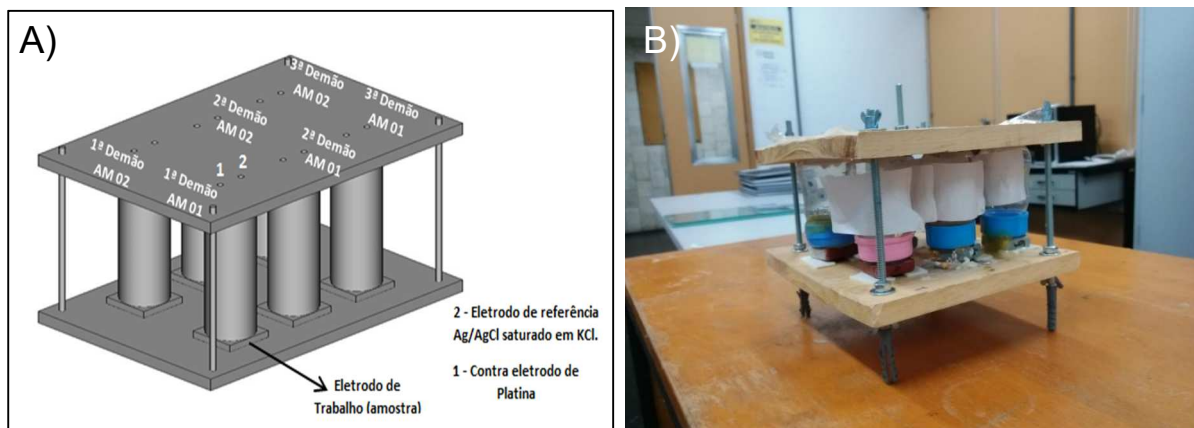 A)
3ª Demão
AM 02
3ª Demão
AM 01
2ª Demão
AM 02
2ª Demão
AM 01
1ª Demão
AM 02
1 2
1ª Demão
AM 01
2 - Eletrodo de referência
Ag/AgCl saturado em KCl.
1 - Contra eletrodo de
Platina
Eletrodo de
Trabalho (amostra)
B)